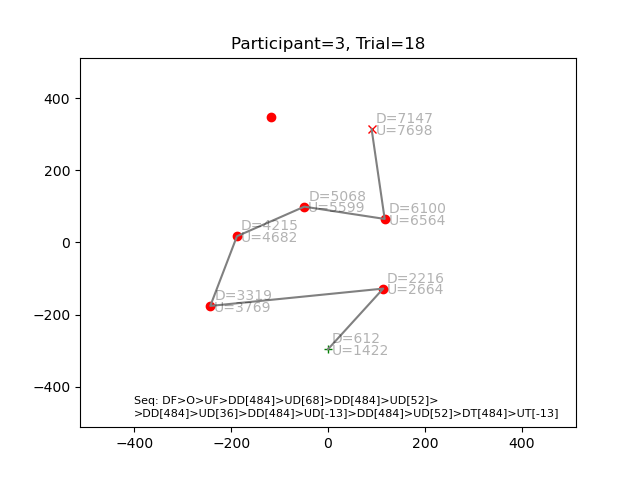 Participant=3, Trial=18
400
200
0
−200
−400
D=7147
U=7698
D=5068
U=5599
D=6100
U=6564
D=4215
U=4682
D=2216
U=2664
D=3319
U=3769
D=612
U=1422
Seq: DF>O>UF>DD[484]>UD[68]>DD[484]>UD[52]>
>DD[484]>UD[36]>DD[484]>UD[-13]>DD[484]>UD[52]>DT[484]>UT[-13]
−400 −200 0 200 400